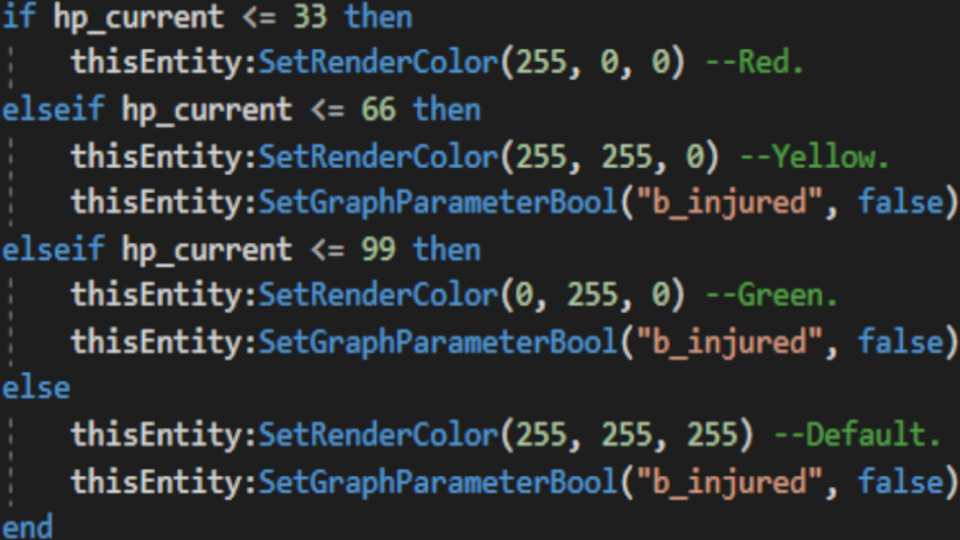 if hp_current <= 33 then
thisEntity:SetRenderColor(255, 0, 0) --Red.
elseif hp_current <= 66 then
thisEntity:SetRenderColor(255, 255, 0) --Yellow.
thisEntity:SetGraphParameterBool("b_injured", false)
elseif hp_current <= 99 then
thisEntity:SetRenderColor(0, 255, 0) --Green.
thisEntity:SetGraphParameterBool("b_injured", false)
else
thisEntity:SetRenderColor(255, 255, 255) --Default.
thisEntity:SetGraphParameterBool("b_injured", false)
end